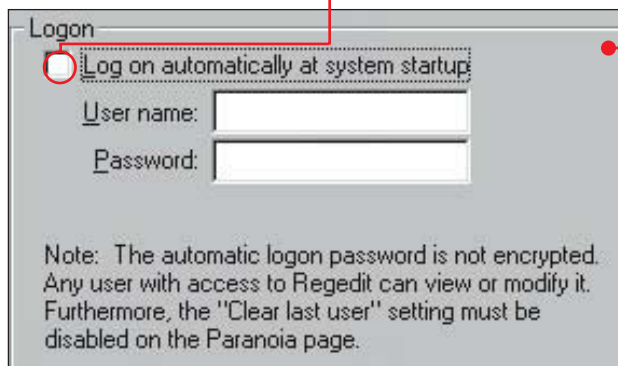 Logon
Log on automatically at system startup
User name:
Password:
Note: The automatic logon password is not encrypted.
Any user with access to Regedit can view or modify it.
Furthermore, the "Clear last user" setting must be
disabled on the Paranoia page.